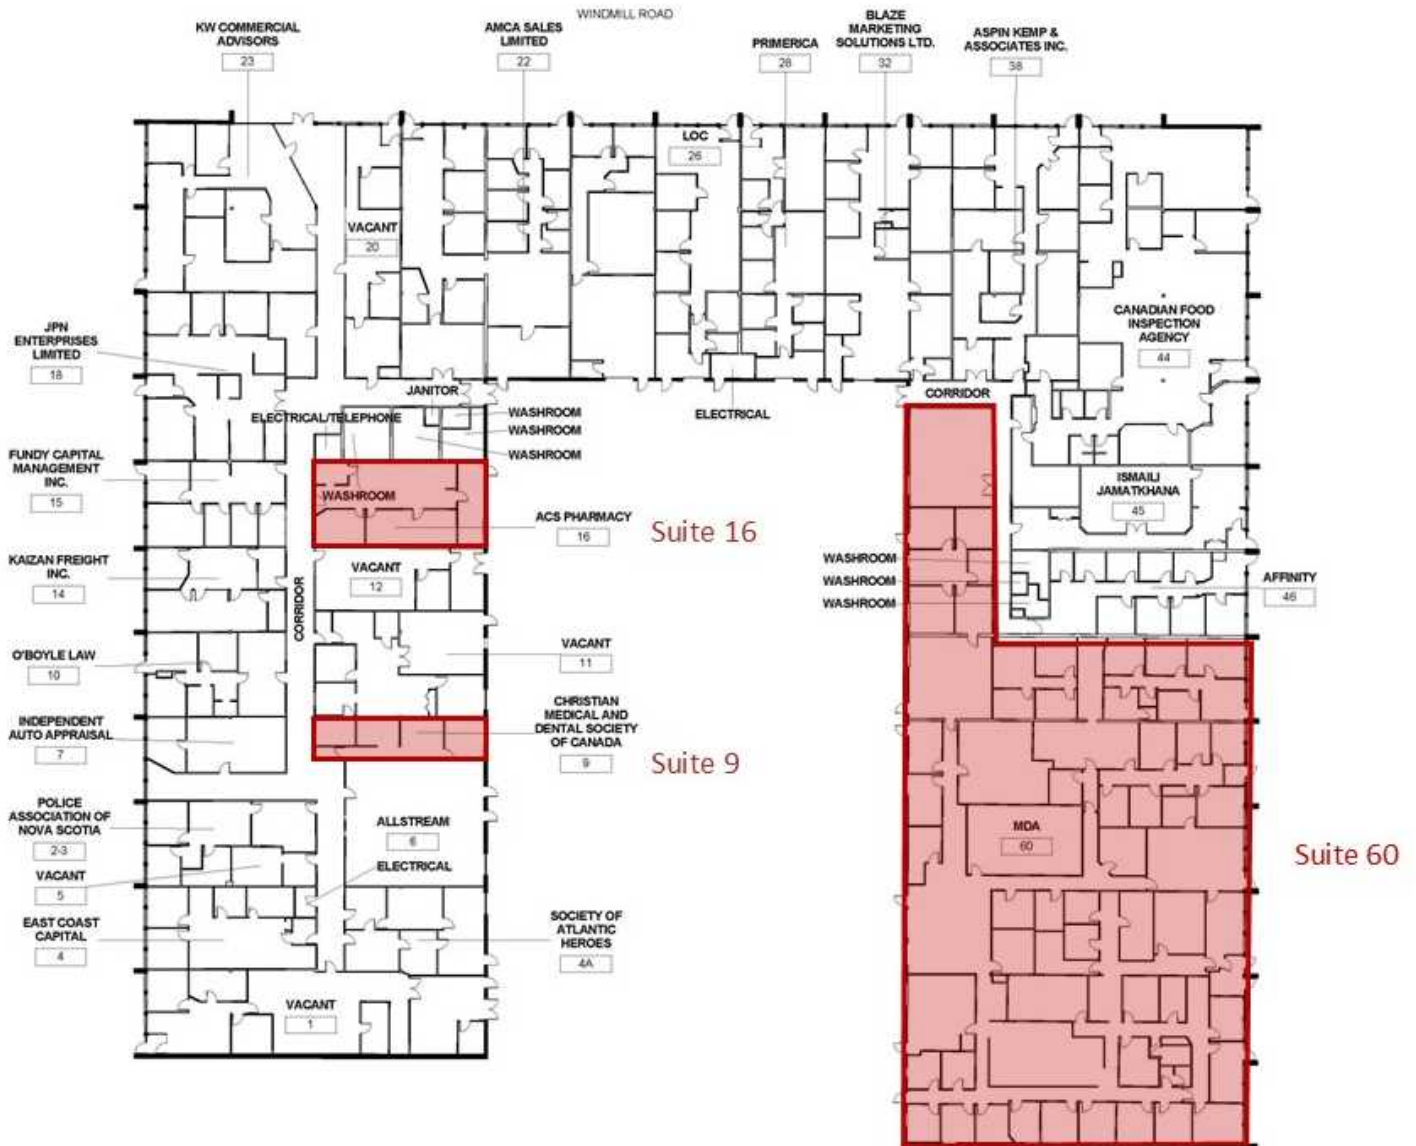 WINDMILL ROAD
KW COMMERCIAL
ADVISORS
23
AMCA SALES
LIMITED
22
PRIMERICA
28
BLAZE
MARKETING
SOLUTIONS LTD.
32
ASPIN KEMP &
ASSOCIATES INC.
38
LOC
26
VACANT
20
JPN
ENTERPRISES
LIMITED
18
CANADIAN FOOD
INSPECTION
AGENCY
44
JANITOR
ELECTRICAL/TELEPHONE
WASHROOM
WASHROOM
WASHROOM
ELECTRICAL
CORRIDOR
FUNDY CAPITAL
MANAGEMENT
INC.
15
WASHROOM
ACS PHARMACY
16
Suite 16
ISMAILI
JAMATKHANA
45
KAIZAN FREIGHT
INC.
14
VACANT
12
CORRIDOR
WASHROOM
WASHROOM
WASHROOM
AFFINITY
46
O'BOYLE LAW
10
VACANT
11
INDEPENDENT
AUTO APPRAISAL
7
CHRISTIAN
MEDICAL AND
DENTAL SOCIETY
OF CANADA
9
Suite 9
POLICE
ASSOCIATION OF
NOVA SCOTIA
2-3
ALLSTREAM
6
MDA
60
Suite 60
VACANT
5
ELECTRICAL
EAST COAST
CAPITAL
4
SOCIETY OF
ATLANTIC
HEROES
4A
VACANT
1